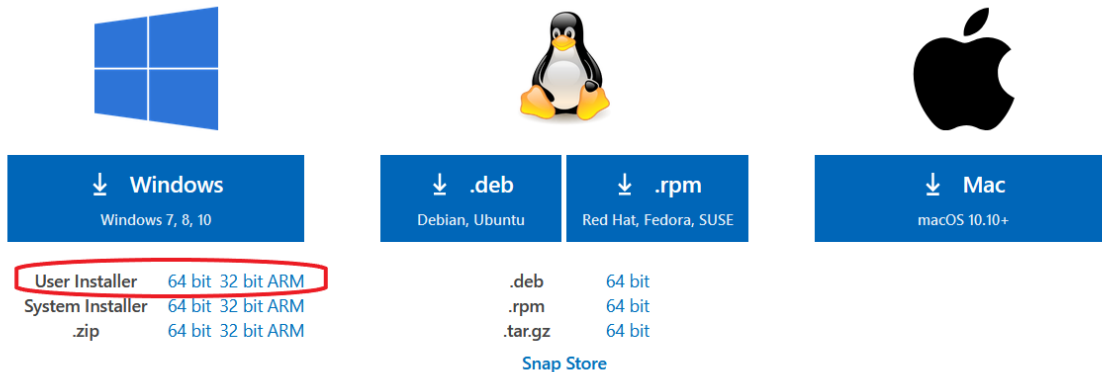 Windows
Windows 7, 8, 10
.deb
Debian, Ubuntu
.rpm
Red Hat, Fedora, SUSE
Mac
macOS 10.10+
User Installer 64 bit 32 bit ARM
System Installer 64 bit 32 bit ARM
.zip 64 bit 32 bit ARM
.deb 64 bit
.rpm 64 bit
.tar.gz 64 bit
Snap Store